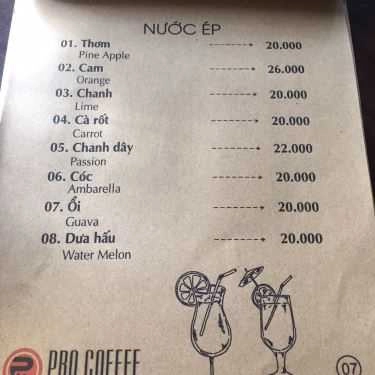 NƯỚC ÉP
01. Thơm -----------> 20.000
Pine Apple
02. Cam -----------> 26.000
Orange
03. Chanh -----------> 20.000
Lime
04. Cà rốt -----------> 20.000
Carrot
05. Chanh dây -----------> 22.000
Passion
06. Cóc -----------> 20.000
Ambarella
07. Ổi -----------> 20.000
Guava
08. Dưa hấu -----------> 20.000
Water Melon
PRO COFFEE
07